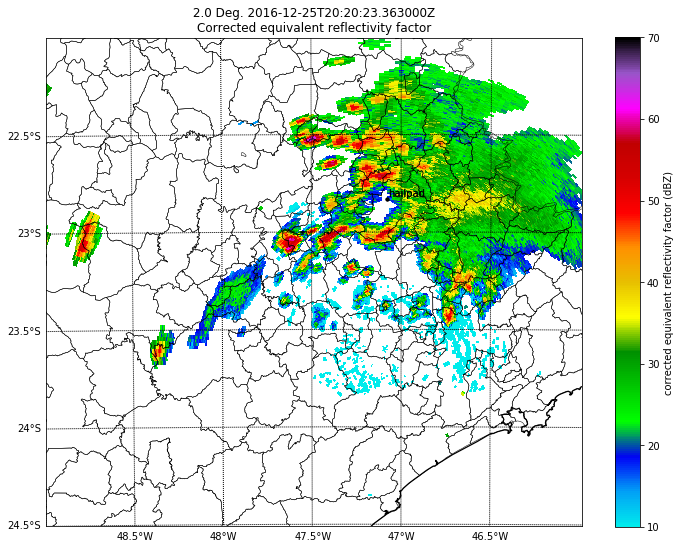 2.0 Deg. 2016-12-25T20:20:23.363000Z
Corrected equivalent reflectivity factor
70
60
50
40
30
20
10
corrected equivalent reflectivity factor (dBZ)
22.5°S
23°S
23.5°S
24°S
24.5°S
48.5°W
48°W
47.5°W
47°W
46.5°W